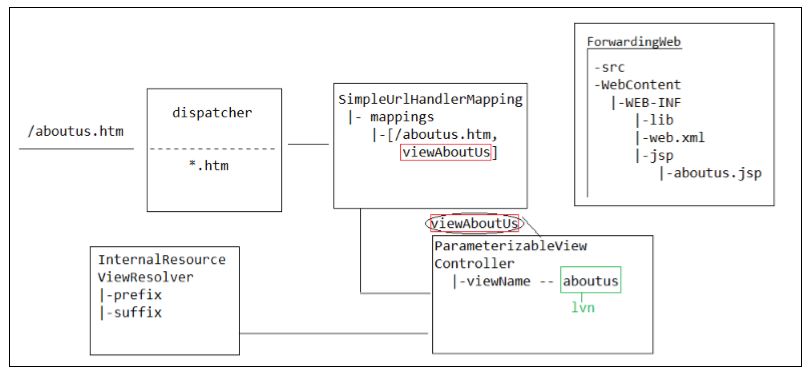 /aboutus.htm
dispatcher
*.htm
SimpleUrlHandlerMapping
|- mappings
|-[/aboutus.htm,
viewAboutUs]
ForwardingWeb
-src
-WebContent
|-WEB-INF
|-lib
|-web.xml
|-jsp
|-aboutus.jsp
viewAboutUs
ParameterizableView
Controller
|-viewName -- aboutus
lvn
InternalResource
ViewResolver
|-prefix
|-suffix